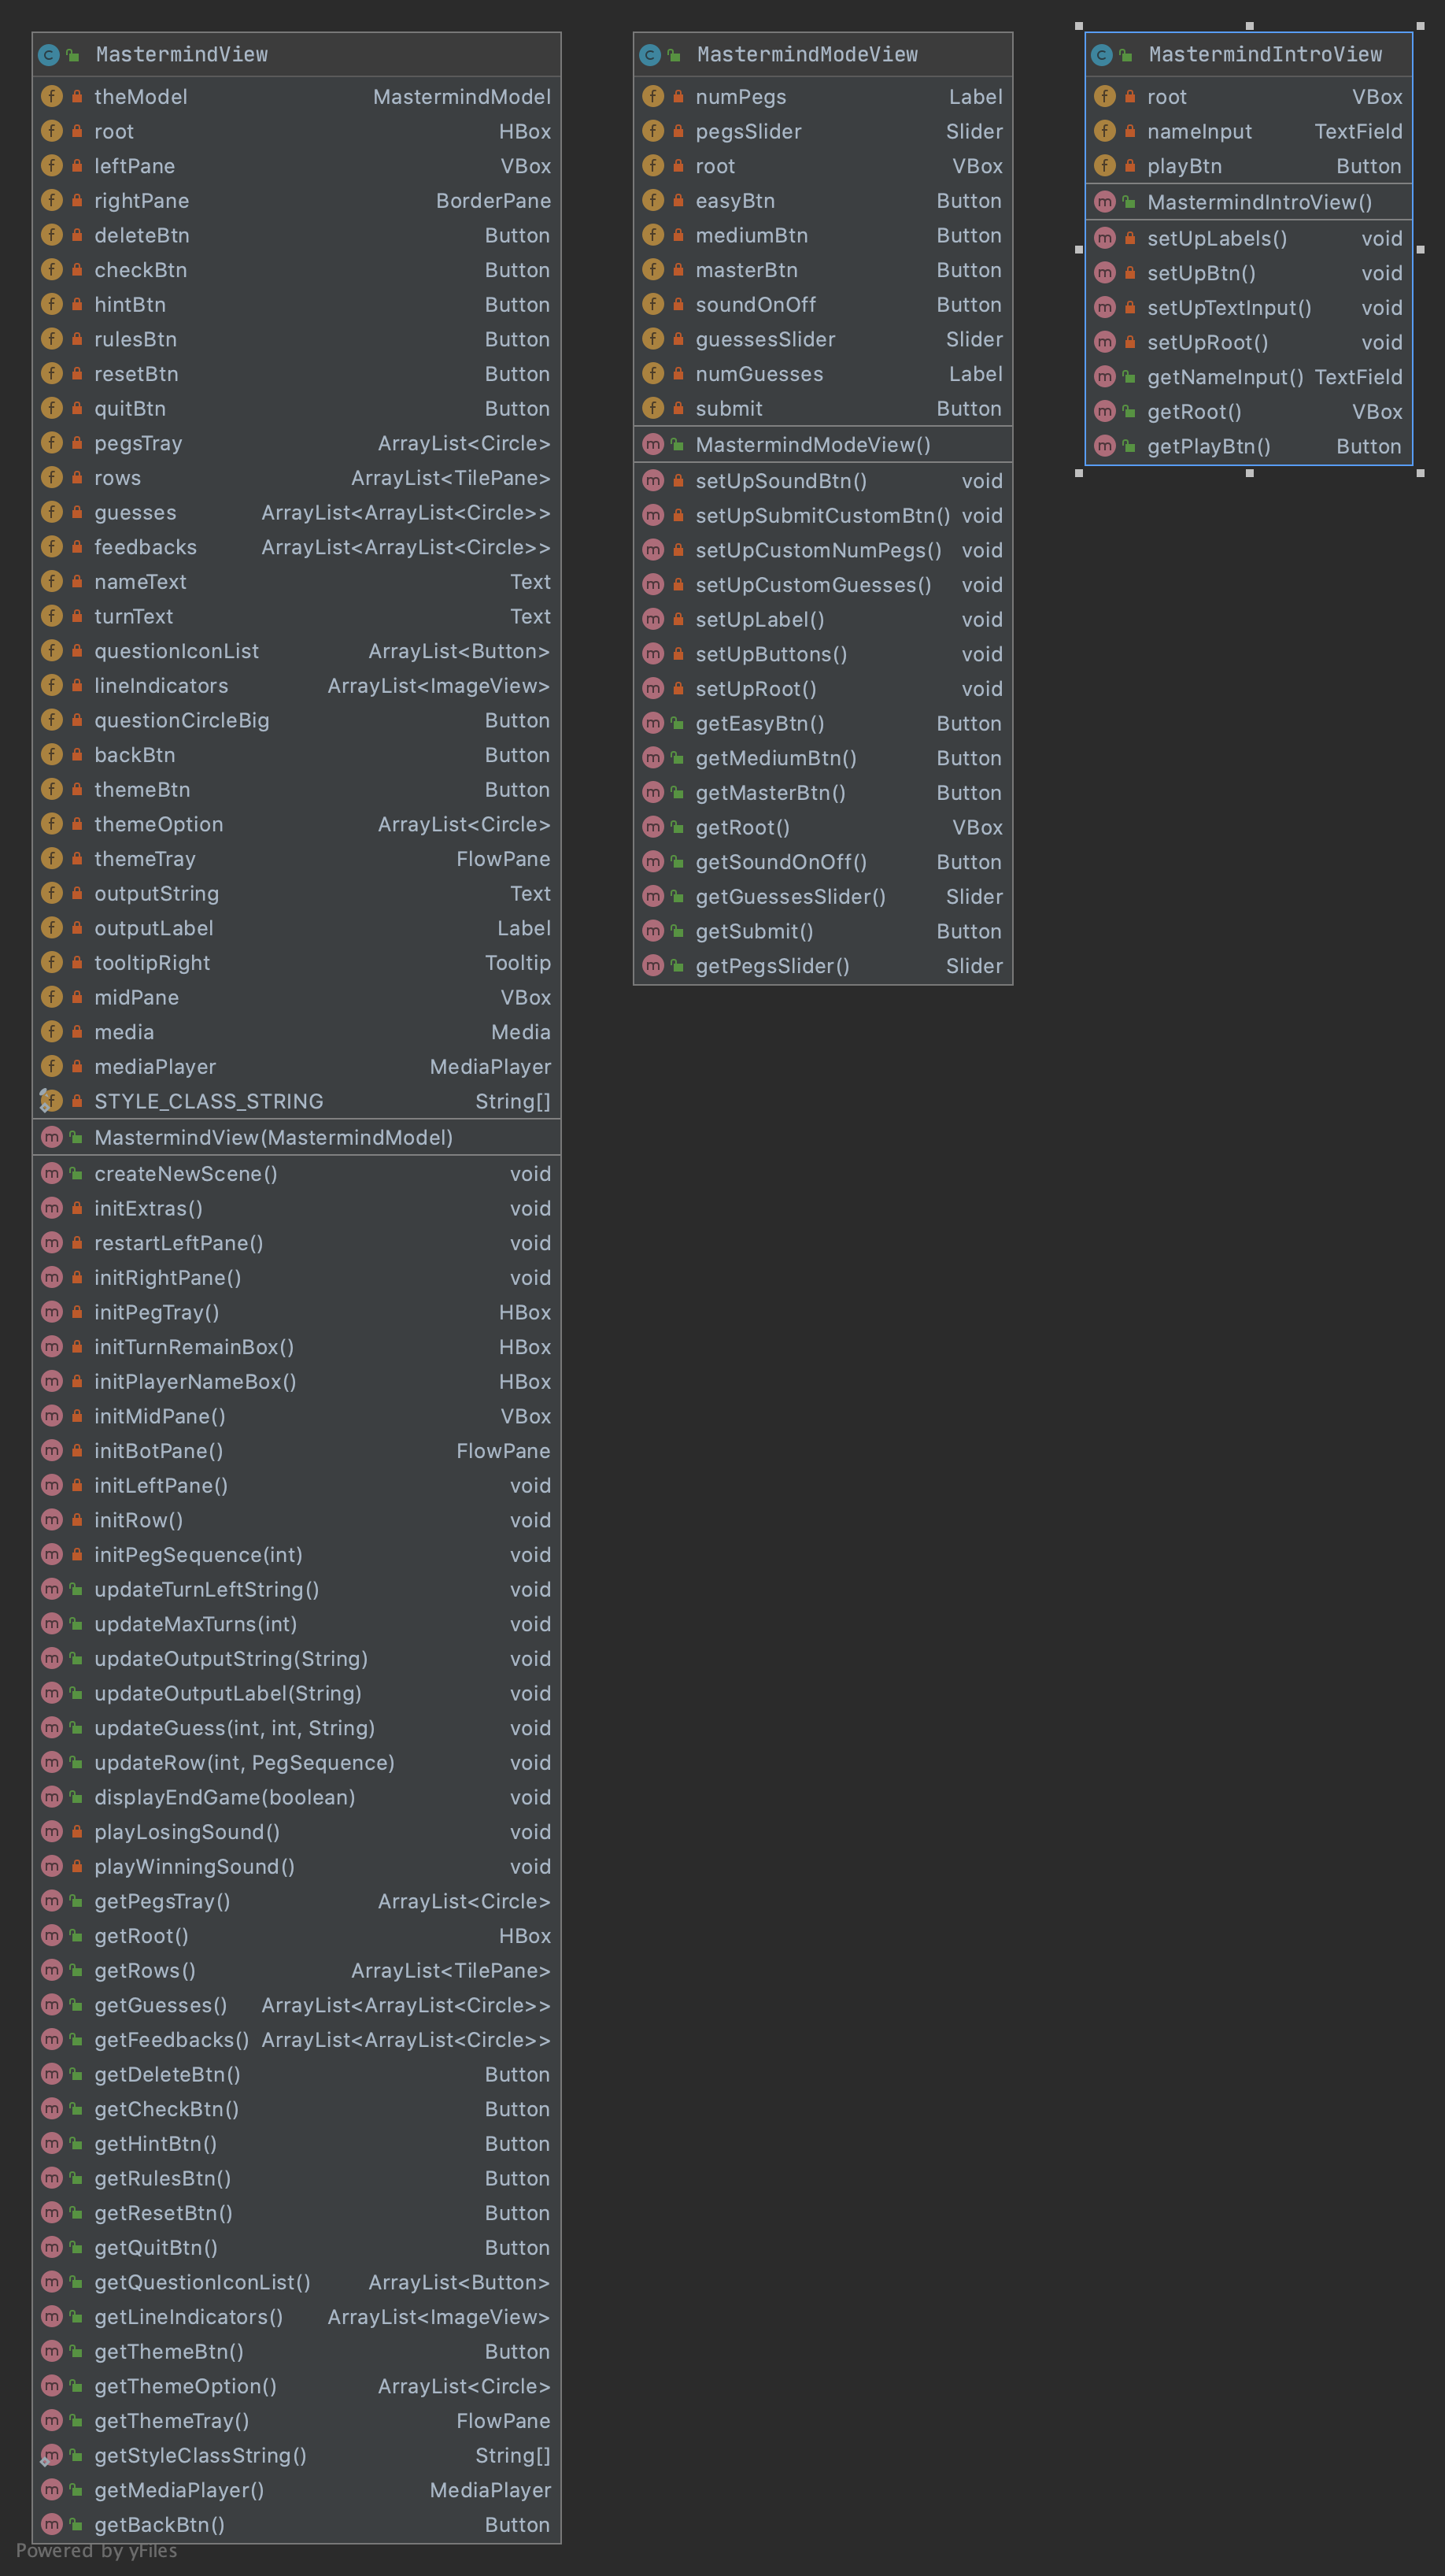 MastermindView
theModel MastermindModel
root HBox
leftPane VBox
rightPane BorderPane
deleteBtn Button
checkBtn Button
hintBtn Button
rulesBtn Button
resetBtn Button
quitBtn Button
pegsTray ArrayList<Circle>
rows ArrayList<TilePane>
guesses ArrayList<ArrayList<Circle>>
feedbacks ArrayList<ArrayList<Circle>>
nameText Text
turnText Text
questionIconList ArrayList<Button>
lineIndicators ArrayList<ImageView>
questionCircleBig Button
backBtn Button
themeBtn Button
themeOption ArrayList<Circle>
themeTray FlowPane
outputString Text
outputLabel Label
tooltipRight Tooltip
midPane VBox
media Media
mediaPlayer MediaPlayer
STYLE_CLASS_STRING String[]
MastermindView(MastermindModel)
createNewScene() void
initExtras() void
restartLeftPane() void
initRightPane() void
initPegTray() HBox
initTurnRemainBox() HBox
initPlayerNameBox() HBox
initMidPane() VBox
initBotPane() FlowPane
initLeftPane() void
initRow() void
initPegSequence(int) void
updateTurnLeftString() void
updateMaxTurns(int) void
updateOutputString(String) void
updateOutputLabel(String) void
updateGuess(int, int, String) void
updateRow(int, PegSequence) void
displayEndGame(boolean) void
playLosingSound() void
playWinningSound() void
getPegsTray() ArrayList<Circle>
getRoot() HBox
getRows() ArrayList<TilePane>
getGuesses() ArrayList<ArrayList<Circle>>
getFeedbacks() ArrayList<ArrayList<Circle>>
getDeleteBtn() Button
getCheckBtn() Button
getHintBtn() Button
getRulesBtn() Button
getResetBtn() Button
getQuitBtn() Button
getQuestionIconList() ArrayList<Button>
getLineIndicators() ArrayList<ImageView>
getThemeBtn() Button
getThemeOption() ArrayList<Circle>
getThemeTray() FlowPane
getStyleClassString() String[]
getMediaPlayer() MediaPlayer
getBackBtn() Button
MastermindModeView
numPegs Label
pegsSlider Slider
root VBox
easyBtn Button
mediumBtn Button
masterBtn Button
soundOnOff Button
guessesSlider Slider
numGuesses Label
submit Button
MastermindModeView()
setUpSoundBtn() void
setUpSubmitCustomBtn() void
setUpCustomNumPegs() void
setUpCustomGuesses() void
setUpLabel() void
setUpButtons() void
setUpRoot() void
getEasyBtn() Button
getMediumBtn() Button
getMasterBtn() Button
getRoot() VBox
getSoundOnOff() Button
getGuessesSlider() Slider
getSubmit() Button
getPegsSlider() Slider
MastermindIntroView
root VBox
nameInput TextField
playBtn Button
MastermindIntroView()
setUpLabels() void
setUpBtn() void
setUpTextInput() void
setUpRoot() void
getNameInput() TextField
getRoot() VBox
getPlayBtn() Button
Powered by yFiles